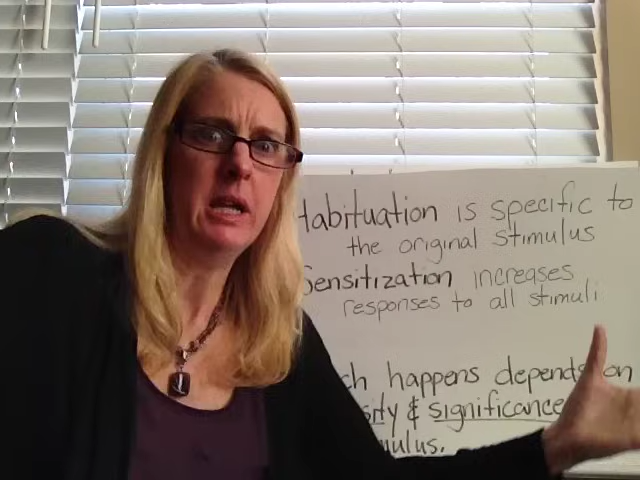 Habituation is specific to
the original stimulus
Sensitization increases
responses to all stimuli
happens depends on
& significance